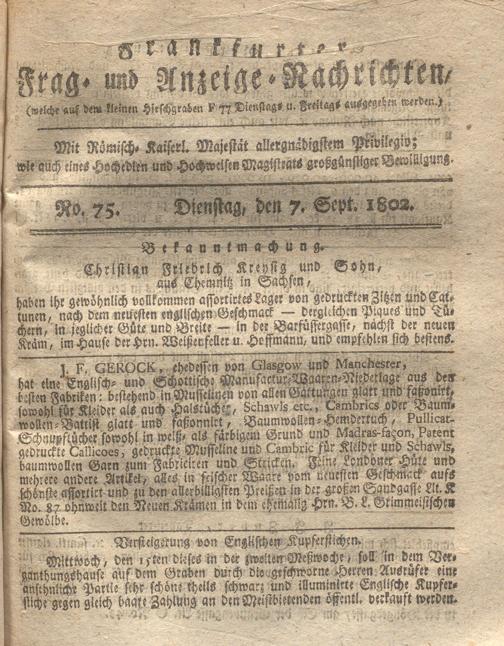 Frankfurter
Frag- und Anzeige-Nachrichten,
(welche auf dem kleinen Hirschgraben F 77 Dienstags u. Freitags ausgegeben werden.)
Mit Römisch-Kaiserl. Majestät allergnädigstem Privilegio;
wie auch eines Hochedlen und Hochweisen Magistrats großgünstiger Bewilligung.
No. 75. Dienstag, den 7. Sept. 1802.
Bekanntmachung.
Christian Friedrich Kreysig und Sohn,
aus Chemnitz in Sachsen,
haben ihr gewöhnlich vollkommen assortirtes Lager von gedruckten Zitzen und Cat-
tunen, nach dem neuesten englischen Geschmack — dergleichen Piques und Tü-
chern, in jeglicher Güte und Breite — in der Barfüssergasse, nächst der neuen
Kräm, im Hause der Hrn. Weißenfeller u. Hoffmann, und empfehlen sich bestens.
J. F. GEROCK, ehedessen von Glasgow und Manchester,
hat eine Englisch- und Schottische Manufactur-Waaren-Niederlage aus den
besten Fabriken: bestehend in Musselinen von allen Gattungen glatt und faßonirt,
sowohl für Kleider als auch Halstücher, Schawls etc., Cambrics oder Baum-
wollen-Battist glatt und faßonnirt, Baumwollen-Hemdertuch, Pullicat-
Schnupftücher sowohl in weiß, als färbigem Grund und Madras-façon, Patent
gedruckte Callicoes, gedruckte Musseline und Cambric für Kleider und Schawls,
baumwollen Garn zum Fabriciren und Stricken. Feine Londoner Hüte und
mehrere andere Artikel, alles in frischer Waare vom neuesten Geschmack aufs
schönste assortirt und zu den allerbilligsten Preißen in der großen Sandgasse Lit. K
No. 87 ohnweit den Neuen Krämen in dem ehemalig Hrn. B. L. Grimmelischen
Gewölbe.
Versteigerung von Englischen Kupferstichen.
Mittwoch, den 15ten dieses in der zweiten Meßwoche, soll in dem Ver-
ganthungshause auf dem Graben durch die geschworne Herren Ausrüfer eine
ansehnliche Partie sehr schöne theils schwarz und illuminirte Englische Kupfer-
stiche gegen gleich baare Zahlung an den Meistbietenden öffentl. verkauft werden.